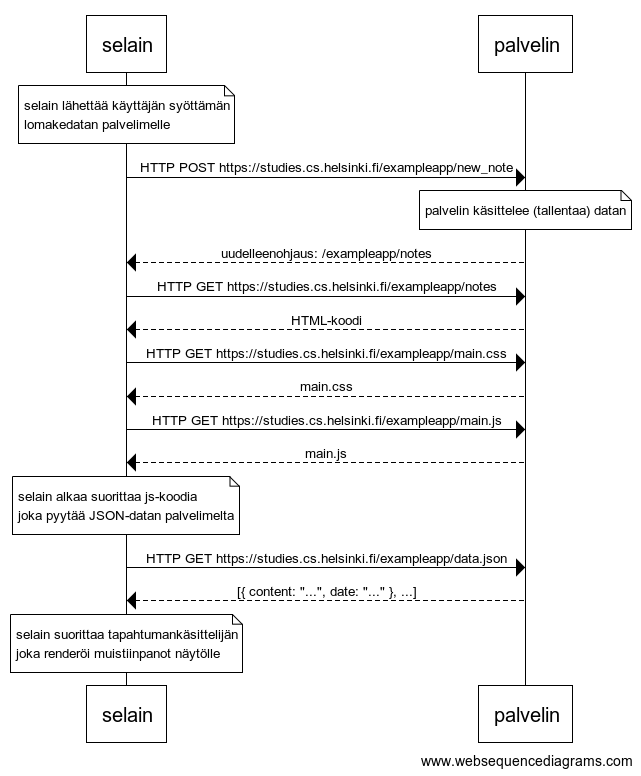 selain palvelin
selain lähettää käyttäjän syöttämän
lomakedatan palvelimelle
HTTP POST https://studies.cs.helsinki.fi/exampleapp/new_note
palvelin käsittelee (tallentaa) datan
uudelleenohjaus: /exampleapp/notes
HTTP GET https://studies.cs.helsinki.fi/exampleapp/notes
HTML-koodi
HTTP GET https://studies.cs.helsinki.fi/exampleapp/main.css
main.css
HTTP GET https://studies.cs.helsinki.fi/exampleapp/main.js
main.js
selain alkaa suorittaa js-koodia
joka pyytää JSON-datan palvelimelta
HTTP GET https://studies.cs.helsinki.fi/exampleapp/data.json
[{ content: "...", date: "..." }, ...]
selain suorittaa tapahtumankäsittelijän
joka renderöi muistiinpanot näytölle
selain palvelin
www.websequencediagrams.com